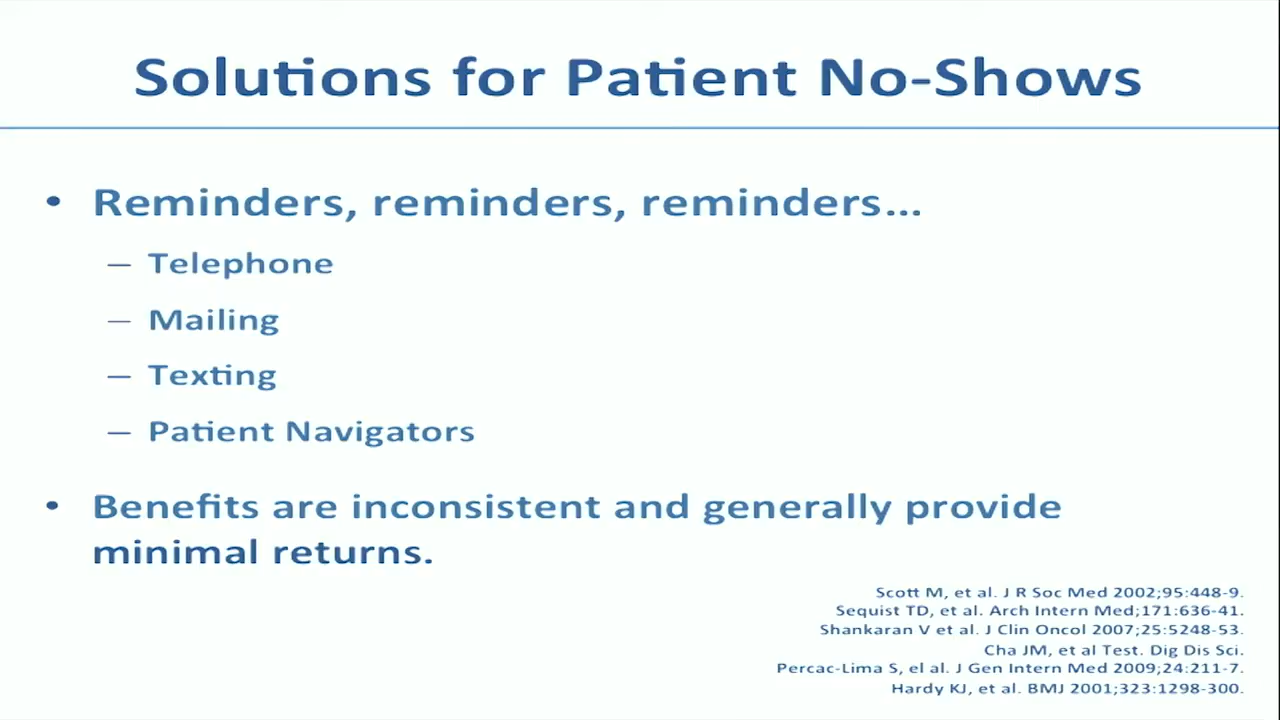 Solutions for Patient No-Shows
• Reminders, reminders, reminders...
– Telephone
– Mailing
– Texting
– Patient Navigators
• Benefits are inconsistent and generally provide
minimal returns.
Scott M, et al. J R Soc Med 2002;95:448-9.
Sequist TD, et al. Arch Intern Med;171:636-41.
Shankaran V et al. J Clin Oncol 2007;25:5248-53.
Cha JM, et al Test. Dig Dis Sci.
Percac-Lima S, el al. J Gen Intern Med 2009;24:211-7.
Hardy KJ, et al. BMJ 2001;323:1298-300.